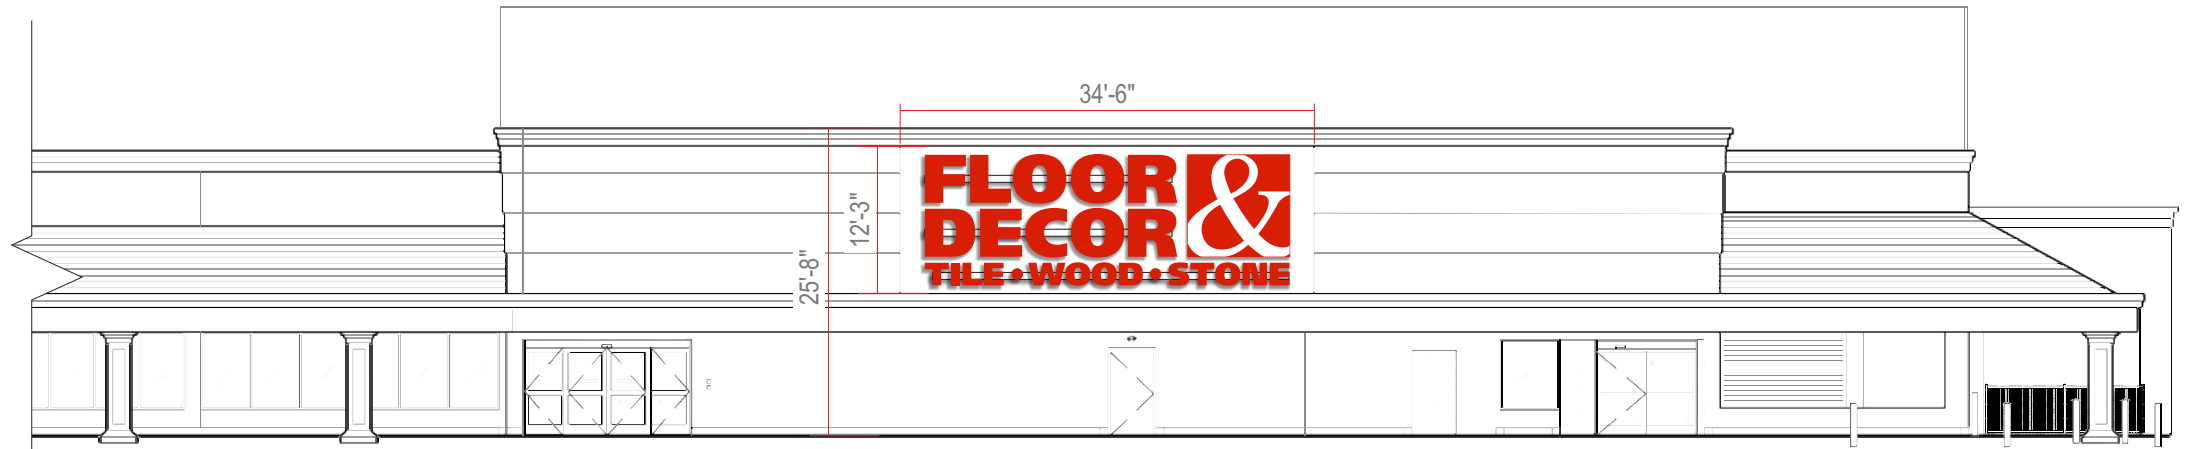 34'-6"
12'-3"
25'-8"
FLOOR &
DECOR
TILE • WOOD • STONE